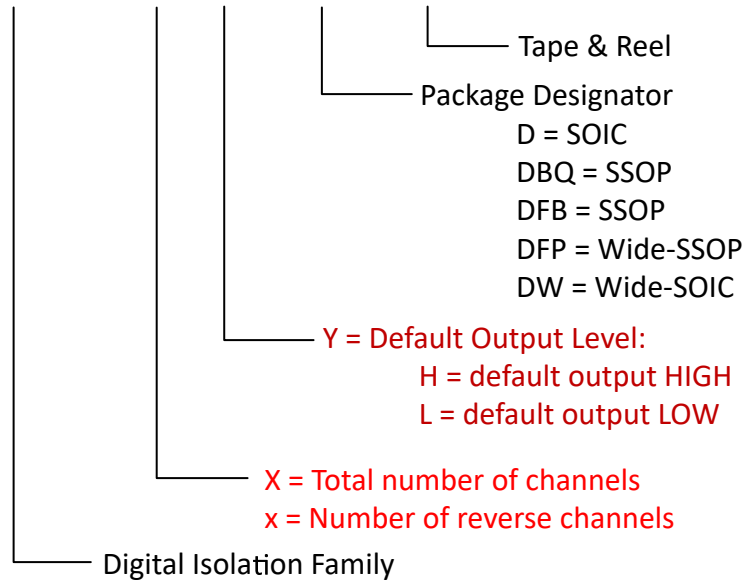 Tape & Reel
Package Designator
D = SOIC
DBQ = SSOP
DFB = SSOP
DFP = Wide-SSOP
DW = Wide-SOIC
Y = Default Output Level:
H = default output HIGH
L = default output LOW
X = Total number of channels
x = Number of reverse channels
Digital Isolation Family